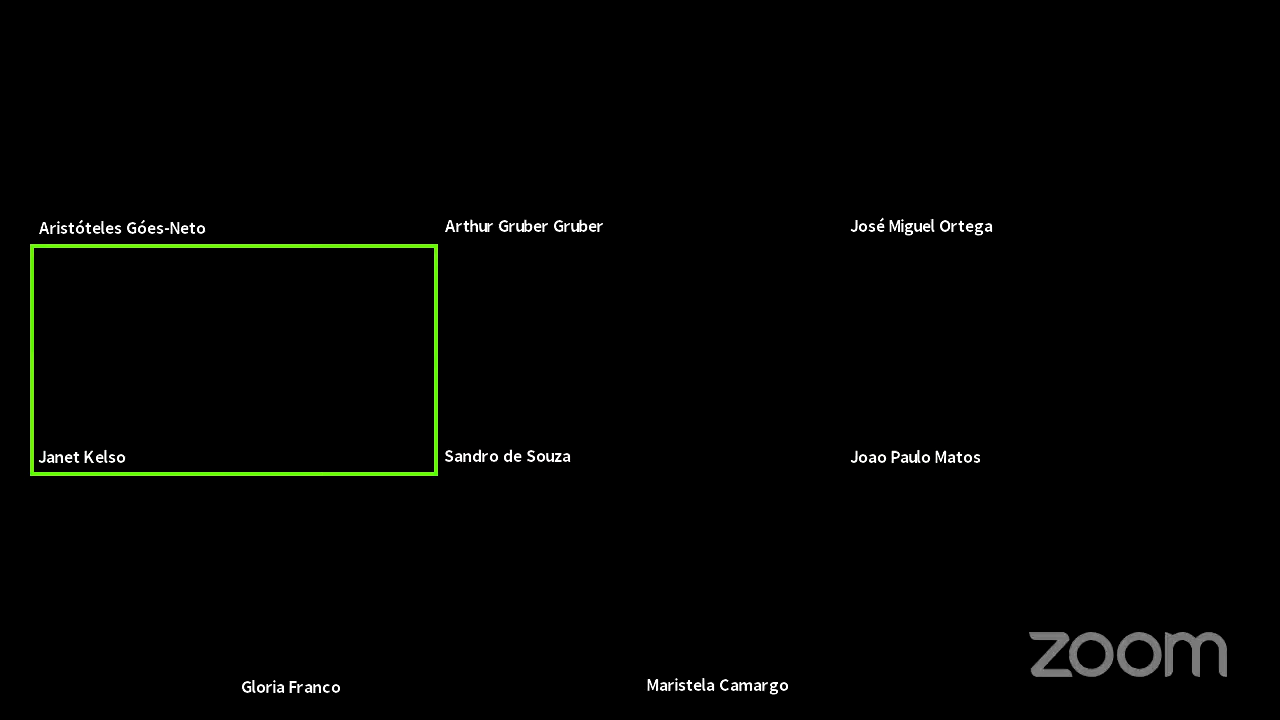 Aristóteles Góes-Neto
Arthur Gruber Gruber
José Miguel Ortega
Janet Kelso
Sandro de Souza
Joao Paulo Matos
Gloria Franco
Maristela Camargo
zoom